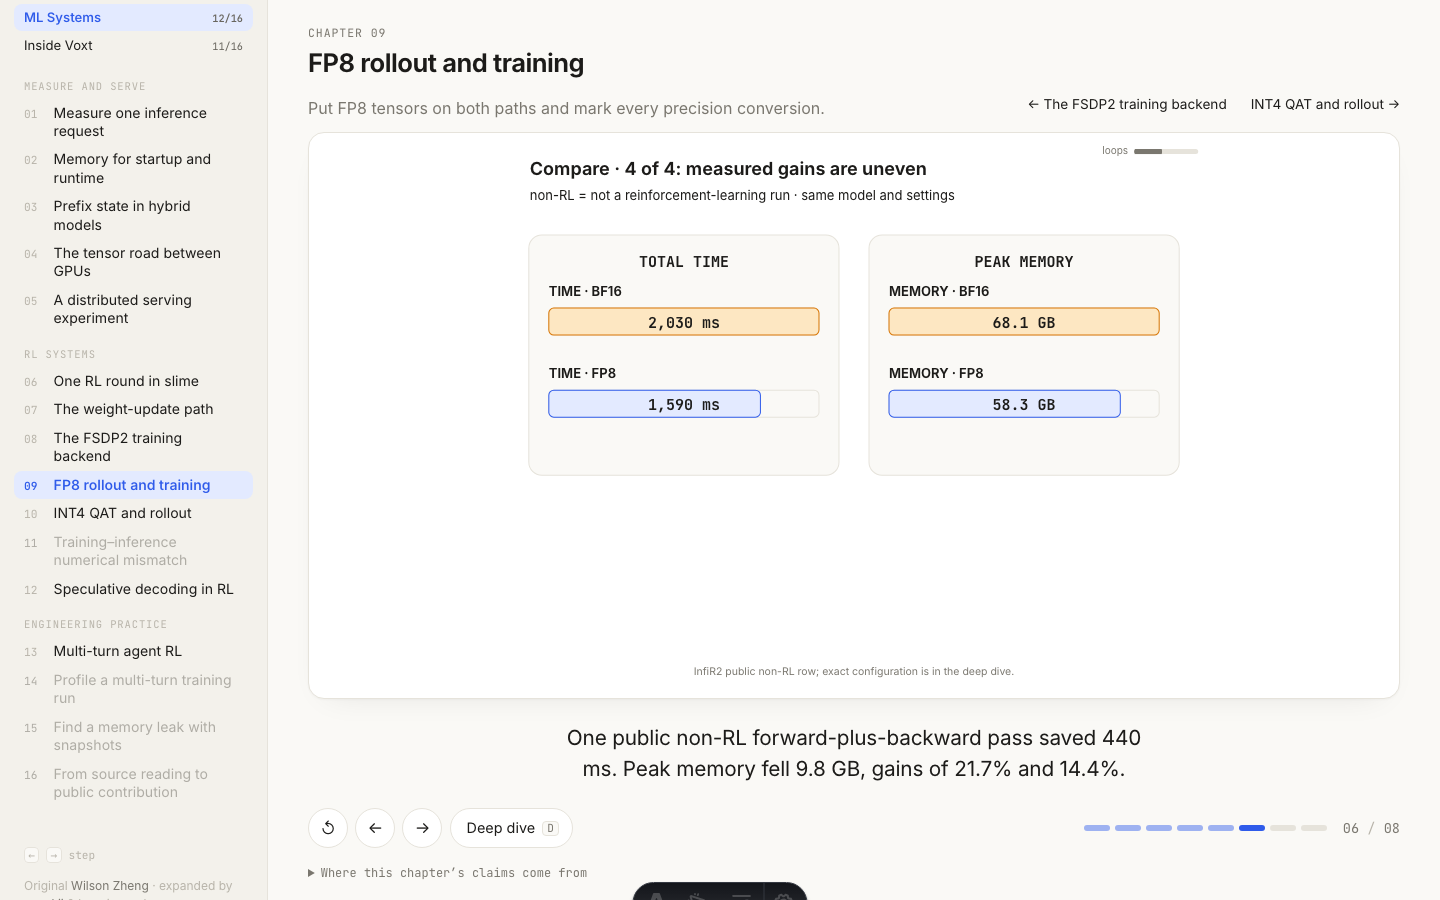 ML Systems 12/16
Inside Voxt 11/16
MEASURE AND SERVE
01 Measure one inference
request
02 Memory for startup and
runtime
03 Prefix state in hybrid
models
04 The tensor road between
GPUs
05 A distributed serving
experiment
RL SYSTEMS
06 One RL round in slime
07 The weight-update path
08 The FSDP2 training
backend
09 FP8 rollout and training
10 INT4 QAT and rollout
11 Training–inference
numerical mismatch
12 Speculative decoding in RL
ENGINEERING PRACTICE
13 Multi-turn agent RL
14 Profile a multi-turn training
run
15 Find a memory leak with
snapshots
16 From source reading to
public contribution
← → step
Original Wilson Zheng · expanded by
CHAPTER 09
FP8 rollout and training
Put FP8 tensors on both paths and mark every precision conversion.
← The FSDP2 training backend INT4 QAT and rollout →
loops
Compare · 4 of 4: measured gains are uneven
non-RL = not a reinforcement-learning run · same model and settings
TOTAL TIME
TIME · BF16
2,030 ms
TIME · FP8
1,590 ms
PEAK MEMORY
MEMORY · BF16
68.1 GB
MEMORY · FP8
58.3 GB
InfiR2 public non-RL row; exact configuration is in the deep dive.
One public non-RL forward-plus-backward pass saved 440
ms. Peak memory fell 9.8 GB, gains of 21.7% and 14.4%.
Deep dive D
06 / 08
▶ Where this chapter's claims come from